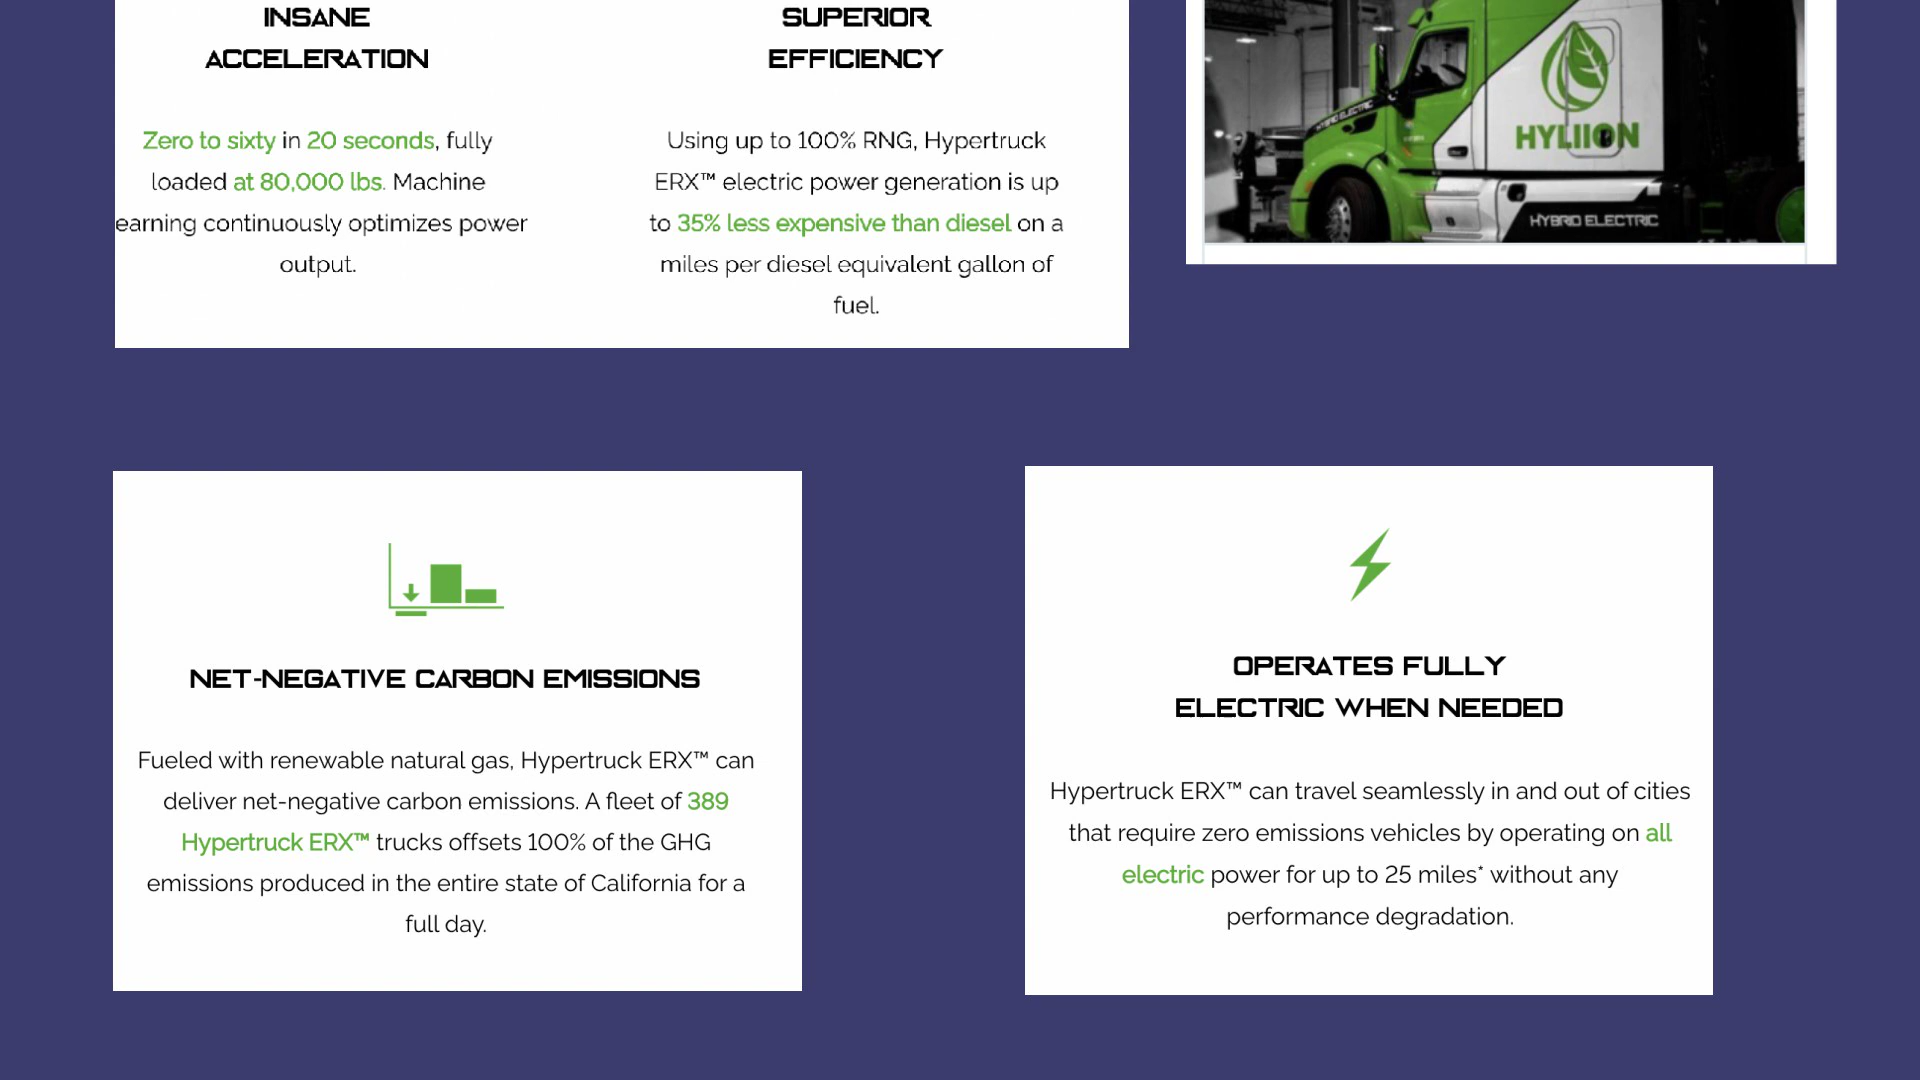 INSANE
ACCELERATION
Zero to sixty in 20 seconds, fully
loaded at 80,000 lbs. Machine
earning continuously optimizes power
output.
SUPERIOR
EFFICIENCY
Using up to 100% RNG, Hypertruck
ERX™ electric power generation is up
to 35% less expensive than diesel on a
miles per diesel equivalent gallon of
fuel.
HYBRID ELECTRIC
HYLIION
HYBRID ELECTRIC
NET-NEGATIVE CARBON EMISSIONS
Fueled with renewable natural gas, Hypertruck ERX™ can
deliver net-negative carbon emissions. A fleet of 389
Hypertruck ERX™ trucks offsets 100% of the GHG
emissions produced in the entire state of California for a
full day.
OPERATES FULLY
ELECTRIC WHEN NEEDED
Hypertruck ERX™ can travel seamlessly in and out of cities
that require zero emissions vehicles by operating on all
electric power for up to 25 miles* without any
performance degradation.